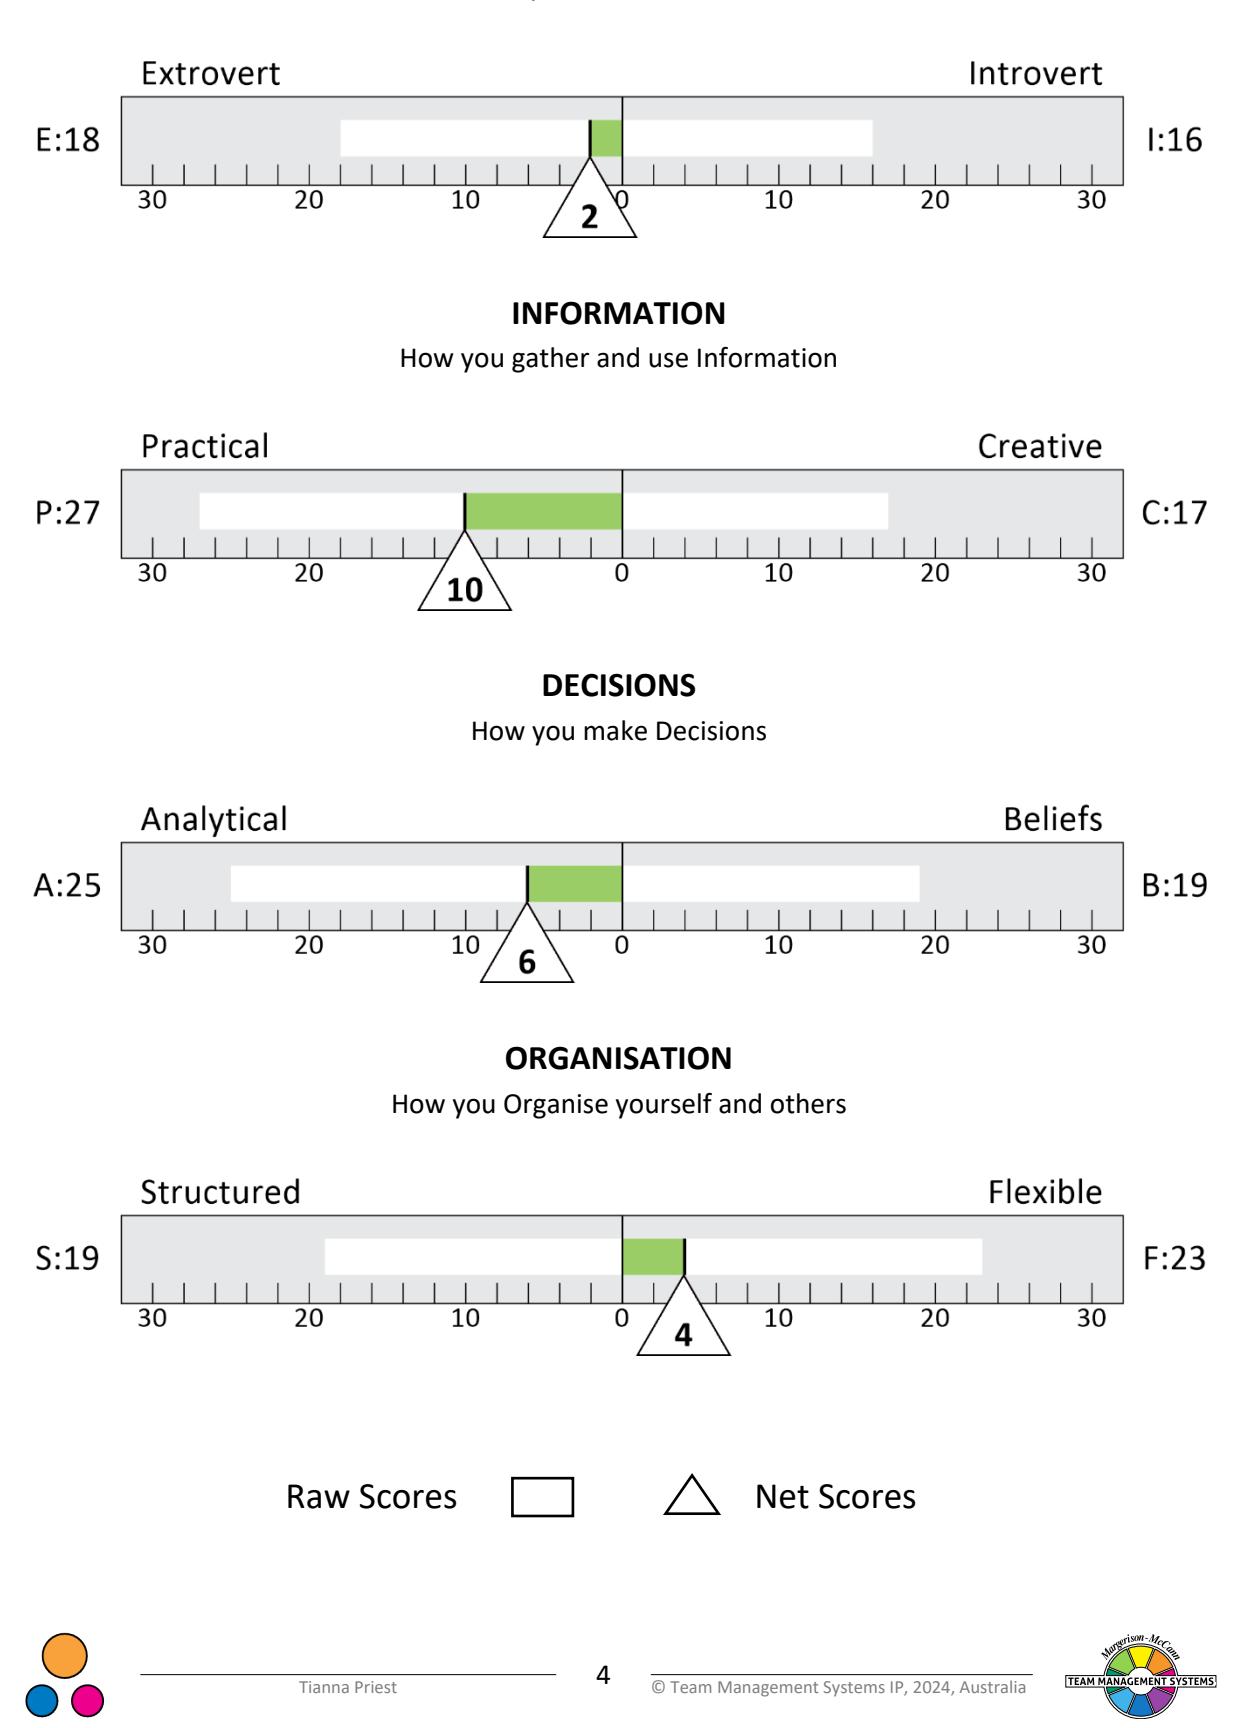 Extrovert Introvert
E:18 I:16
30 20 10 0 10 20 30
2
INFORMATION
How you gather and use Information
Practical Creative
P:27 C:17
30 20 0 10 20 30
10
DECISIONS
How you make Decisions
Analytical Beliefs
A:25 B:19
30 20 10 0 10 20 30
6
ORGANISATION
How you Organise yourself and others
Structured Flexible
S:19 F:23
30 20 10 0 10 20 30
4
Raw Scores Net Scores
Margerison-McCann
4
TEAM MANAGEMENT SYSTEMS
Tianna Priest © Team Management Systems IP, 2024, Australia